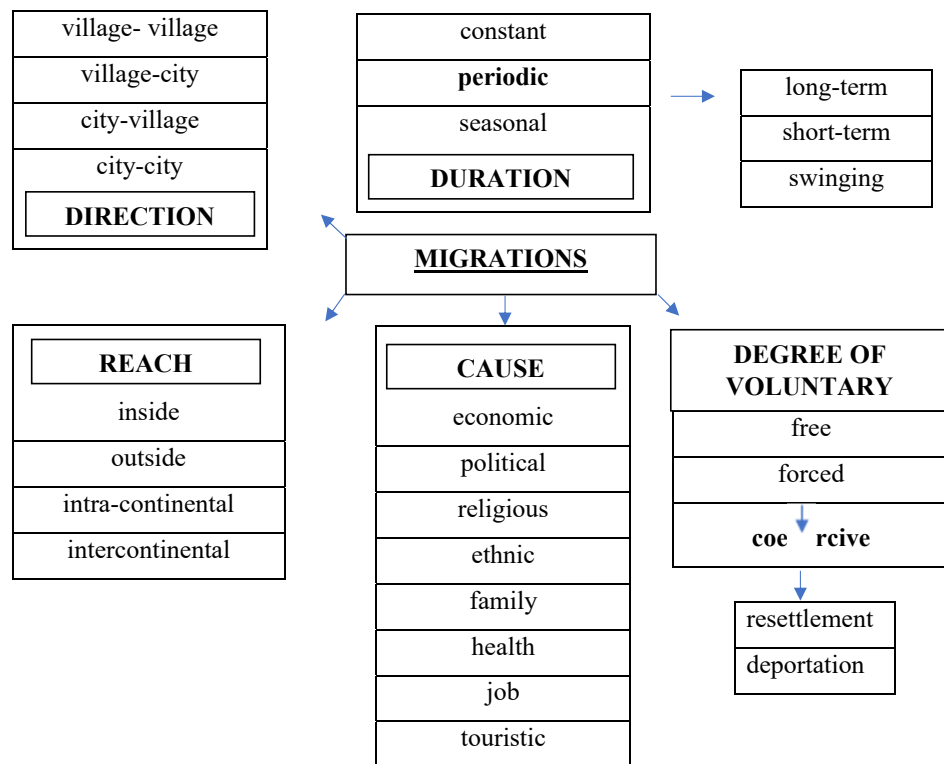 village- village
village-city
city-village
city-city
DIRECTION
constant
periodic
seasonal
DURATION
long-term
short-term
swinging
MIGRATIONS
REACH
inside
outside
intra-continental
intercontinental
CAUSE
economic
political
religious
ethnic
family
health
job
touristic
DEGREE OF
VOLUNTARY
free
forced
coe rcive
resettlement
deportation